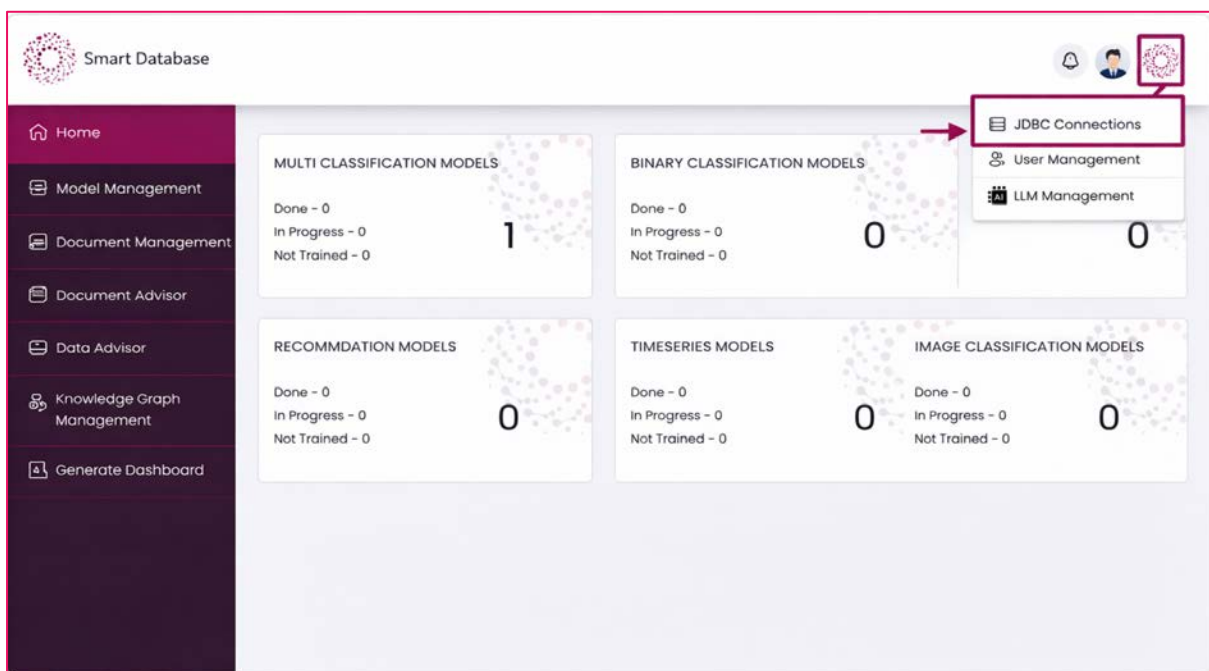 Smart Database
JDBC Connections
User Management
AI LLM Management
Home
Model Management
Document Management
Document Advisor
Data Advisor
Knowledge Graph
Management
Generate Dashboard
MULTI CLASSIFICATION MODELS
Done - 0
In Progress - 0
Not Trained - 0
1
BINARY CLASSIFICATION MODELS
Done - 0
In Progress - 0
Not Trained - 0
0
0
RECOMMDATION MODELS
Done - 0
In Progress - 0
Not Trained - 0
0
TIMESERIES MODELS
Done - 0
In Progress - 0
Not Trained - 0
0
IMAGE CLASSIFICATION MODELS
Done - 0
In Progress - 0
Not Trained - 0
0